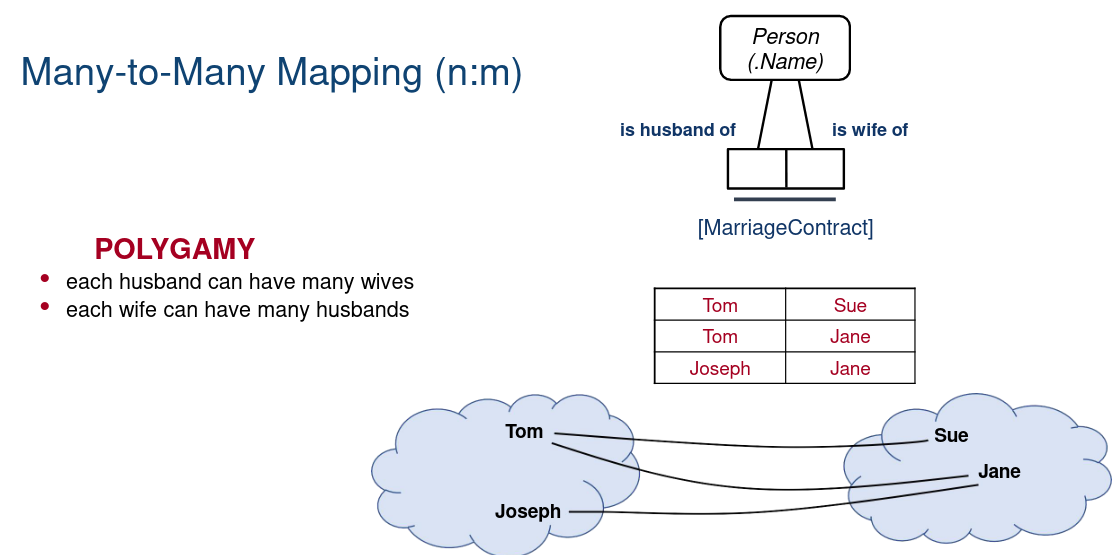 Many-to-Many Mapping (n:m)
Person
(.Name)
is husband of
is wife of
[MarriageContract]
POLYGAMY
• each husband can have many wives
• each wife can have many husbands
Tom Sue
Tom Jane
Joseph Jane
Tom
Sue
Jane
Joseph